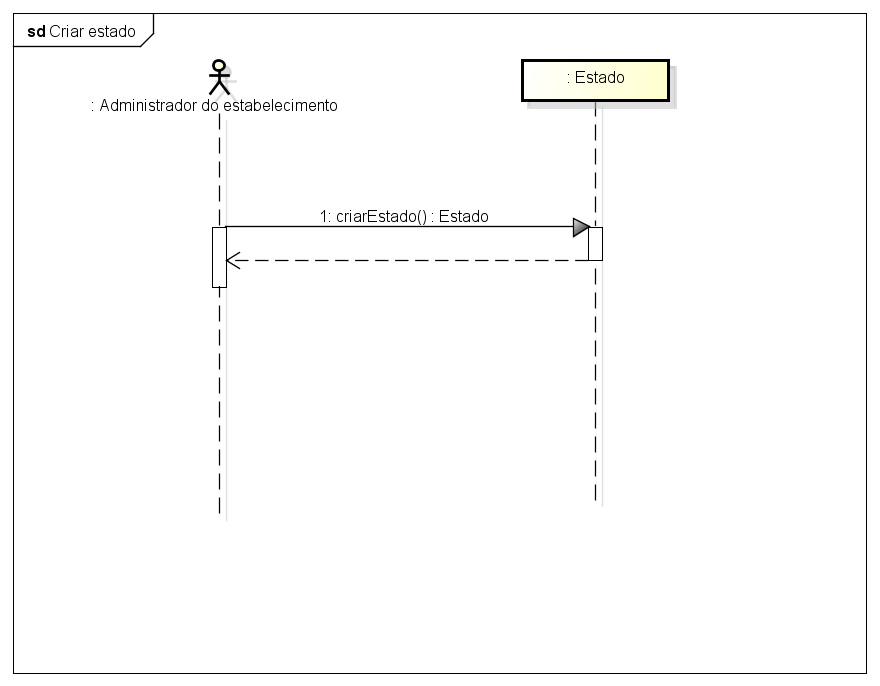 sd Criar estado
: Administrador do estabelecimento
: Estado
1: criarEstado() : Estado